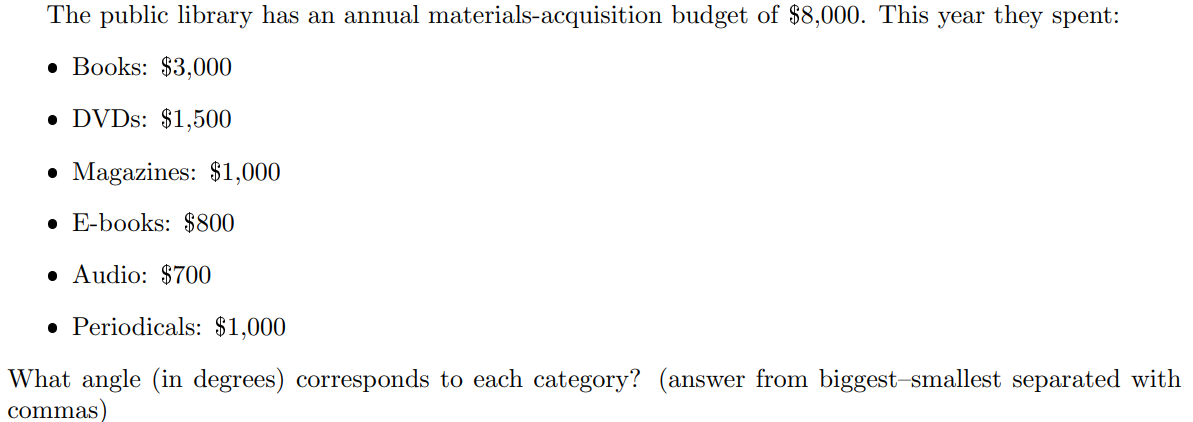 The public library has an annual materials-acquisition budget of $8,000. This year they spent:
• Books: $3,000
• DVDs: $1,500
• Magazines: $1,000
• E-books: $800
• Audio: $700
• Periodicals: $1,000
What angle (in degrees) corresponds to each category? (answer from biggest–smallest separated with
commas)